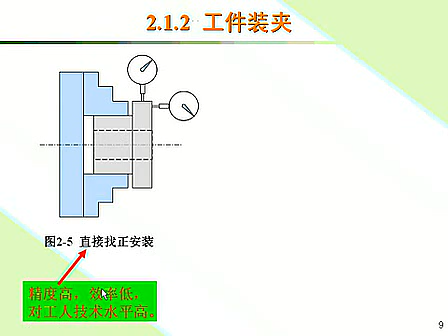 2.1.2 工件装夹
图2-5 直接找正安装
精度高，效率低，
对工人技术水平高。
9